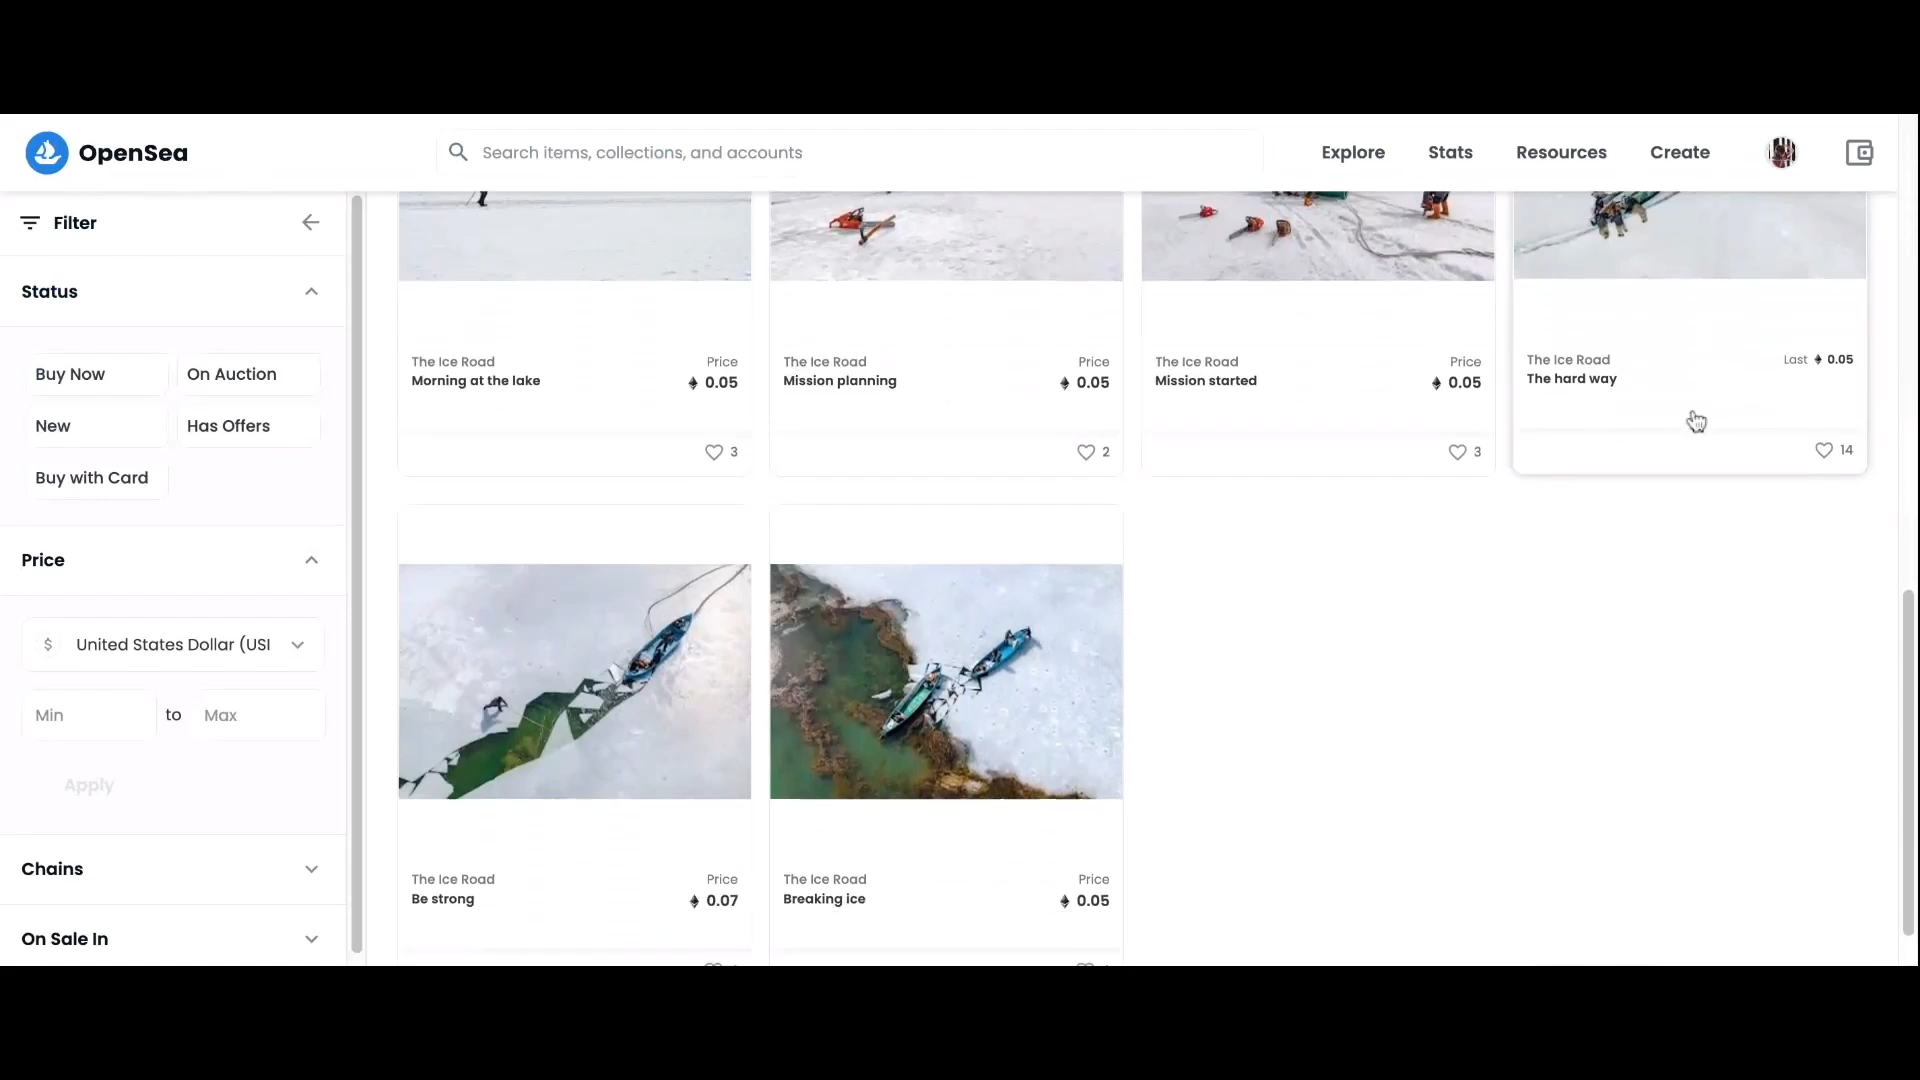 OpenSea
Search items, collections, and accounts
Explore
Stats
Resources
Create
Filter
Status
Buy Now
On Auction
New
Has Offers
Buy with Card
Price
$ United States Dollar (USI
Min
to
Max
Apply
Chains
On Sale In
The Ice Road
Price
Morning at the lake
0.05
3
The Ice Road
Price
Mission planning
0.05
2
The Ice Road
Price
Mission started
0.05
3
The Ice Road
Last 0.05
The hard way
14
The Ice Road
Price
Be strong
0.07
The Ice Road
Price
Breaking ice
0.05